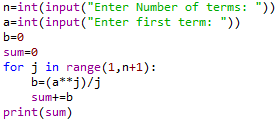 n=int(input("Enter Number of terms: "))
a=int(input("Enter first term: "))
b=0
sum=0
for j in range(1,n+1):
    b=(a**j)/j
    sum+=b
print(sum)